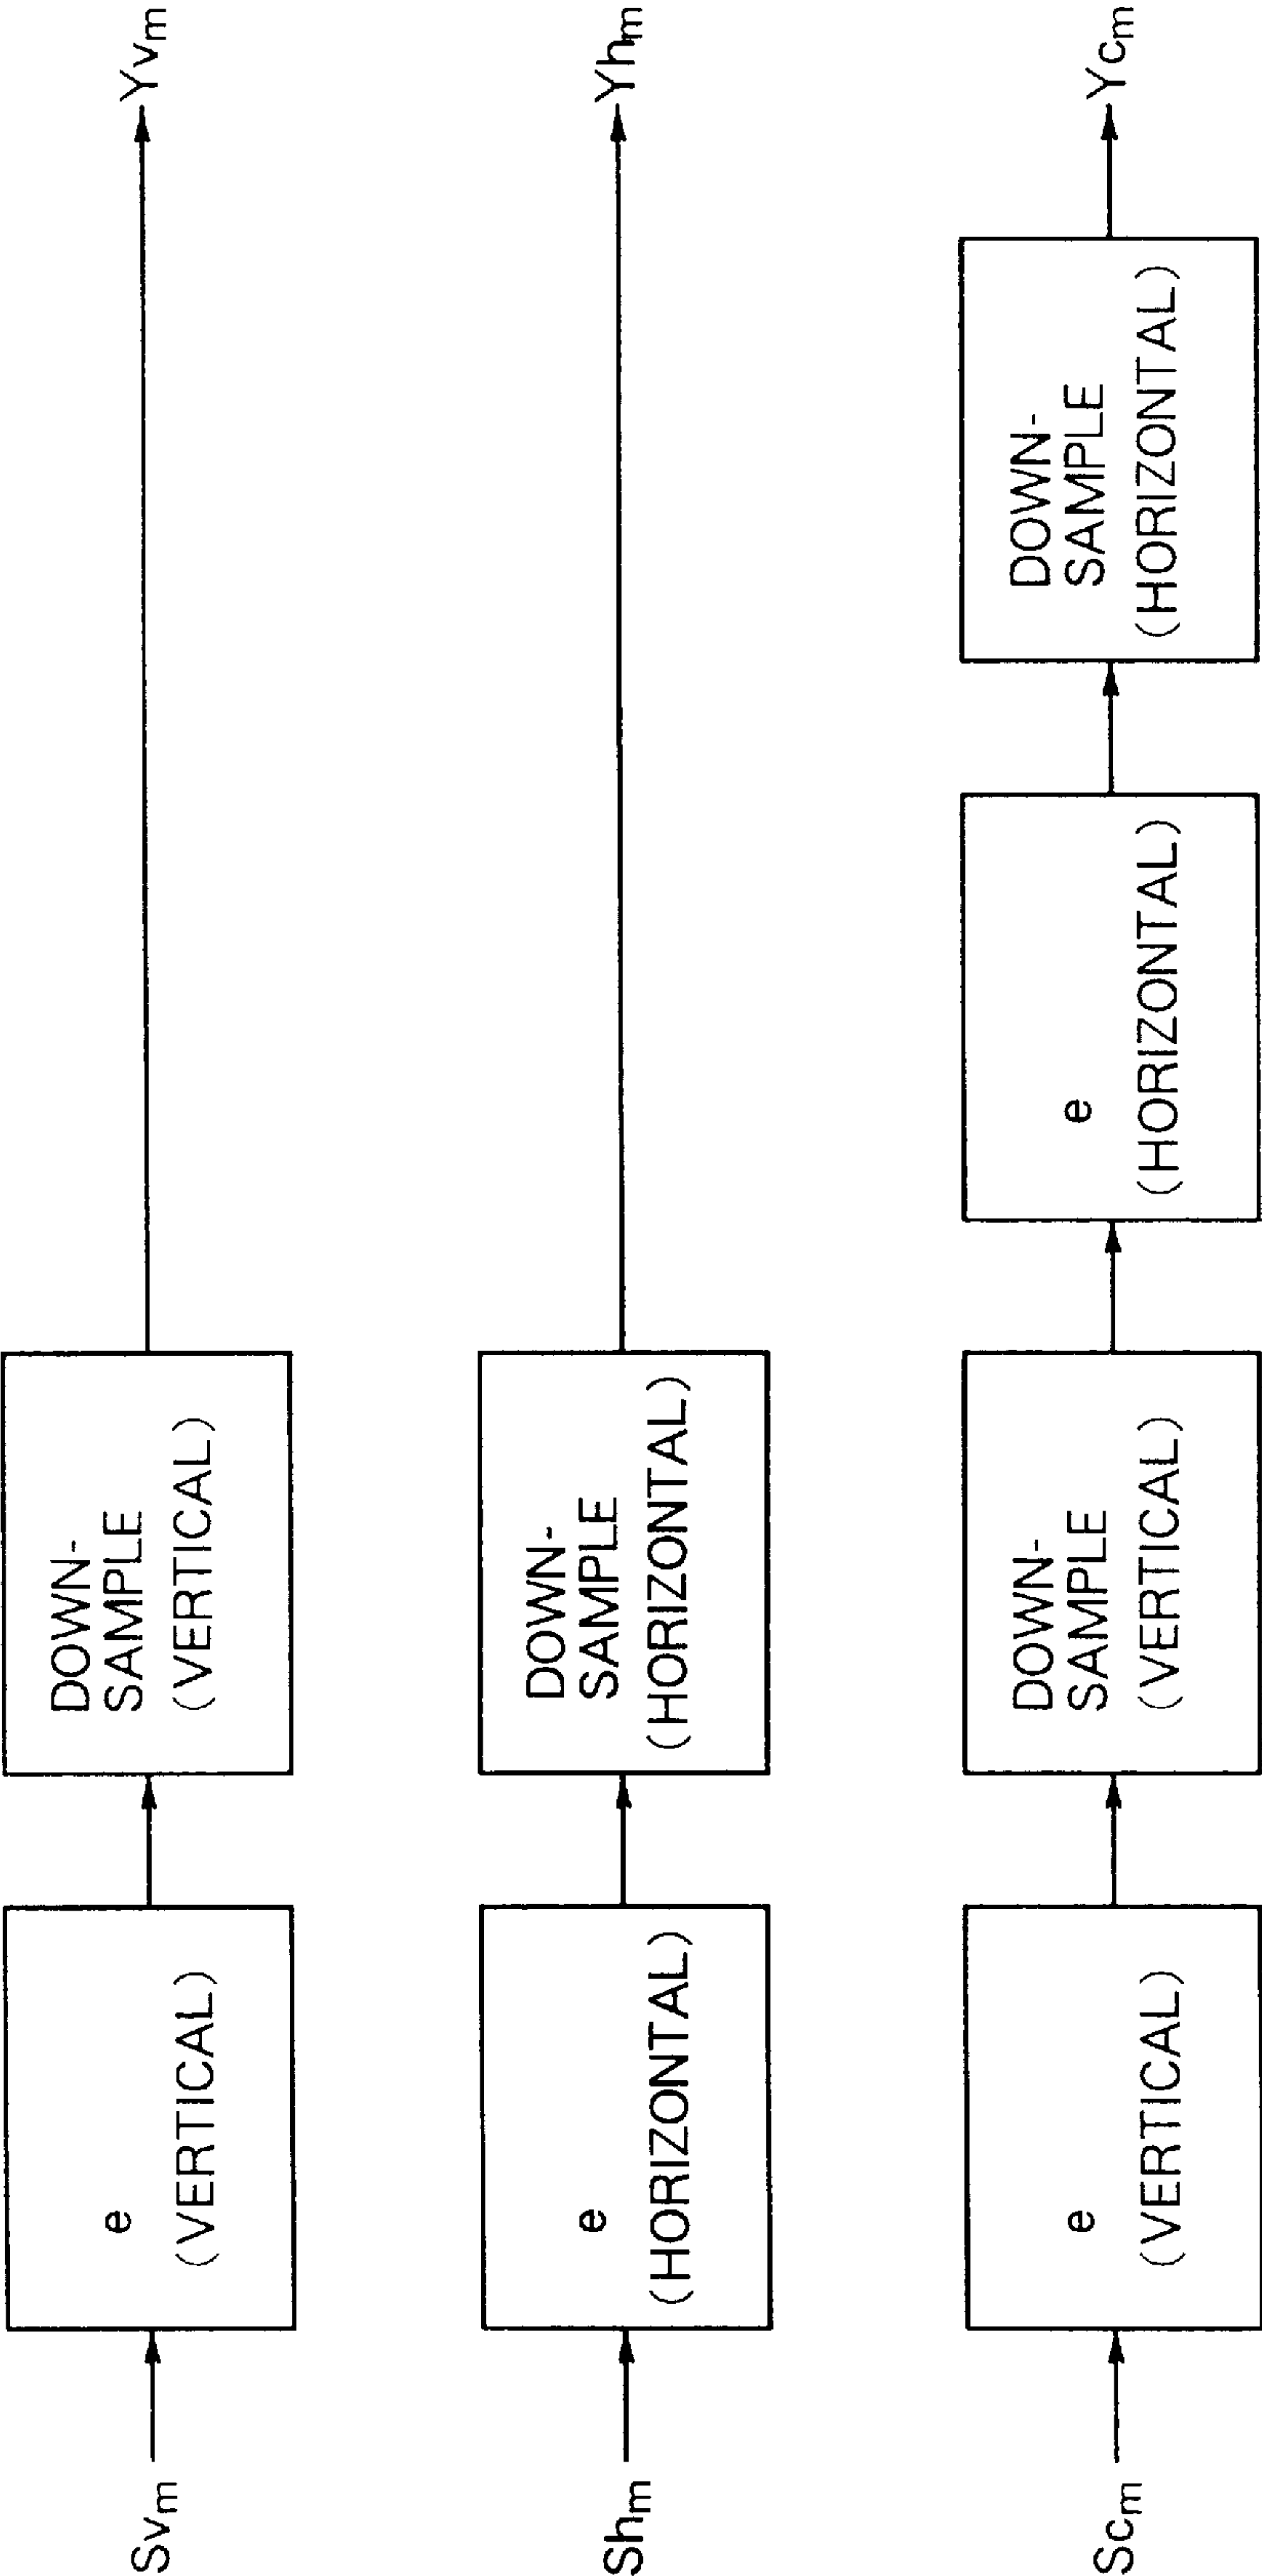 Svm
e
(VERTICAL)
DOWN-
SAMPLE
(VERTICAL)
Yvm
Shm
e
(HORIZONTAL)
DOWN-
SAMPLE
(HORIZONTAL)
Yhm
Scm
e
(VERTICAL)
DOWN-
SAMPLE
(VERTICAL)
e
(HORIZONTAL)
DOWN-
SAMPLE
(HORIZONTAL)
Ycm